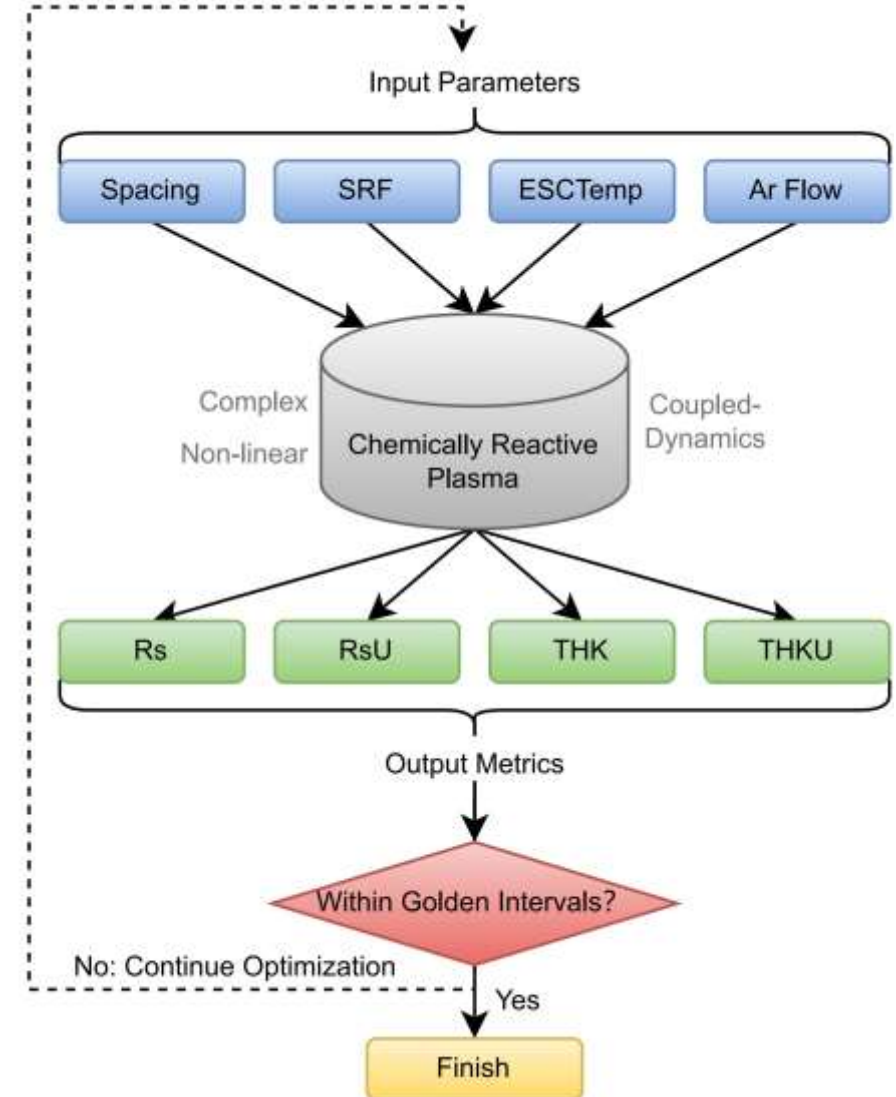 Input Parameters
Spacing
SRF
ESCTemp
Ar Flow
Complex
Non-linear
Chemically Reactive
Plasma
Coupled-
Dynamics
Rs
RsU
THK
THKU
Output Metrics
Within Golden Intervals?
No: Continue Optimization
Yes
Finish